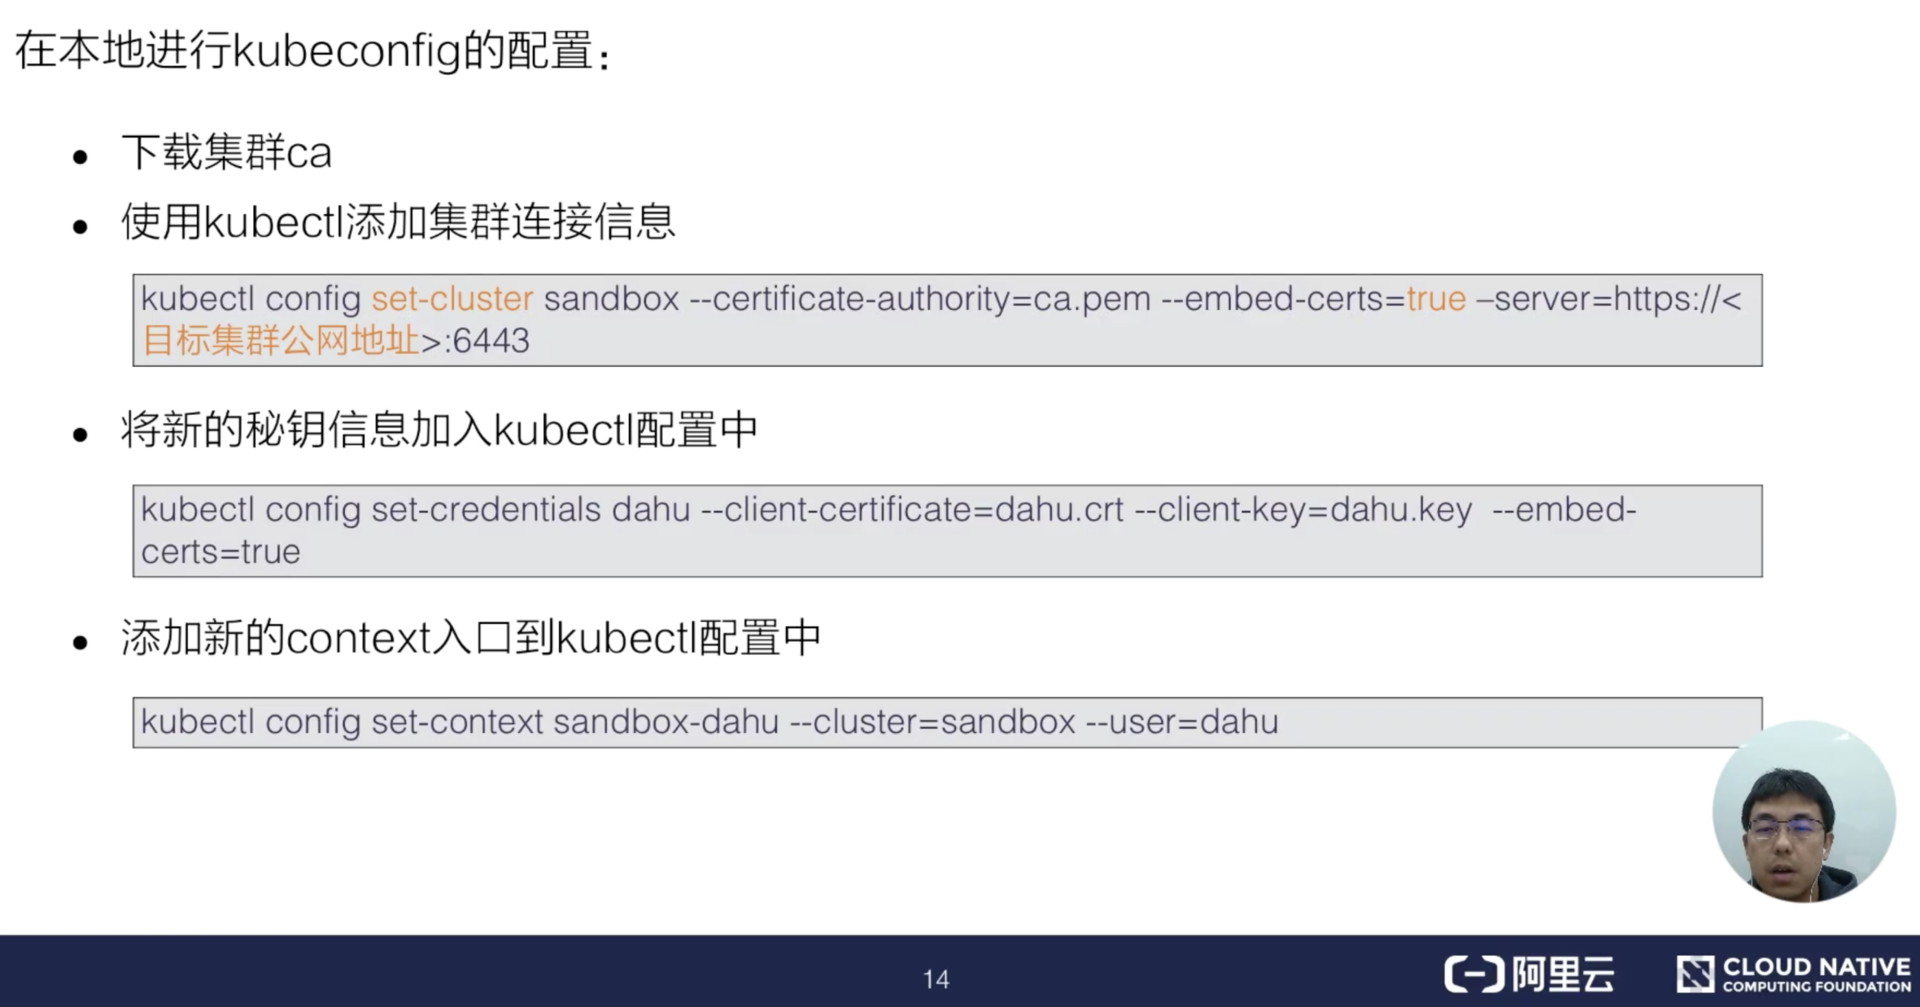 在本地进行kubeconfig的配置：
• 下载集群ca
• 使用kubectl添加集群连接信息
kubectl config set-cluster sandbox --certificate-authority=ca.pem --embed-certs=true –server=https://<
目标集群公网地址>:6443
• 将新的秘钥信息加入kubectl配置中
kubectl config set-credentials dahu --client-certificate=dahu.crt --client-key=dahu.key --embed-
certs=true
• 添加新的context入口到kubectl配置中
kubectl config set-context sandbox-dahu --cluster=sandbox --user=dahu
14
阿里云
CLOUD NATIVE
COMPUTING FOUNDATION